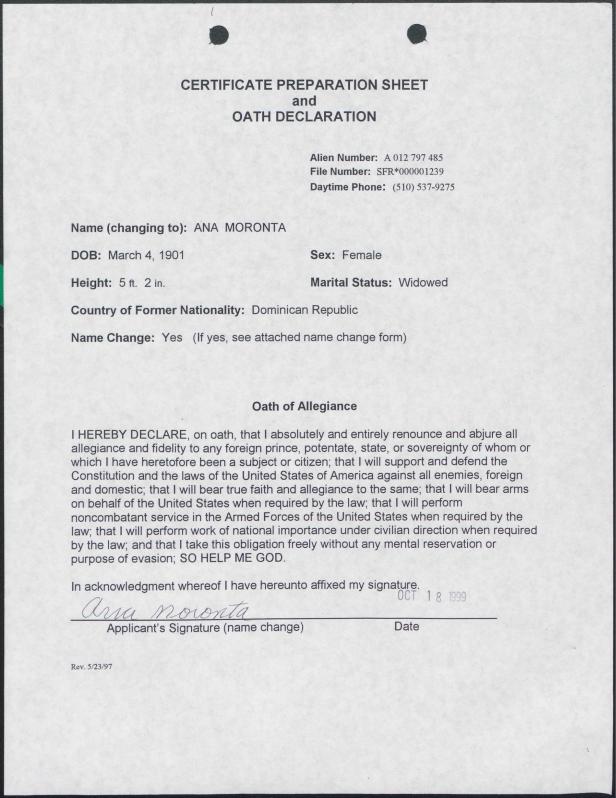 CERTIFICATE PREPARATION SHEET
and
OATH DECLARATION
Alien Number: A 012 797 485
File Number: SFR*000001239
Daytime Phone: (510) 537-9275
Name (changing to): ANA MORONTA
DOB: March 4, 1901 Sex: Female
Height: 5 ft. 2 in. Marital Status: Widowed
Country of Former Nationality: Dominican Republic
Name Change: Yes (If yes, see attached name change form)
Oath of Allegiance
I HEREBY DECLARE, on oath, that I absolutely and entirely renounce and abjure all
allegiance and fidelity to any foreign prince, potentate, state, or sovereignty of whom or
which I have heretofore been a subject or citizen; that I will support and defend the
Constitution and the laws of the United States of America against all enemies, foreign
and domestic; that I will bear true faith and allegiance to the same; that I will bear arms
on behalf of the United States when required by the law; that I will perform
noncombatant service in the Armed Forces of the United States when required by the
law; that I will perform work of national importance under civilian direction when required
by the law; and that I take this obligation freely without any mental reservation or
purpose of evasion; SO HELP ME GOD.
In acknowledgment whereof I have hereunto affixed my signature.
OCT 18 1999
Ana Moronta
Applicant's Signature (name change) Date
Rev. 5/23/97